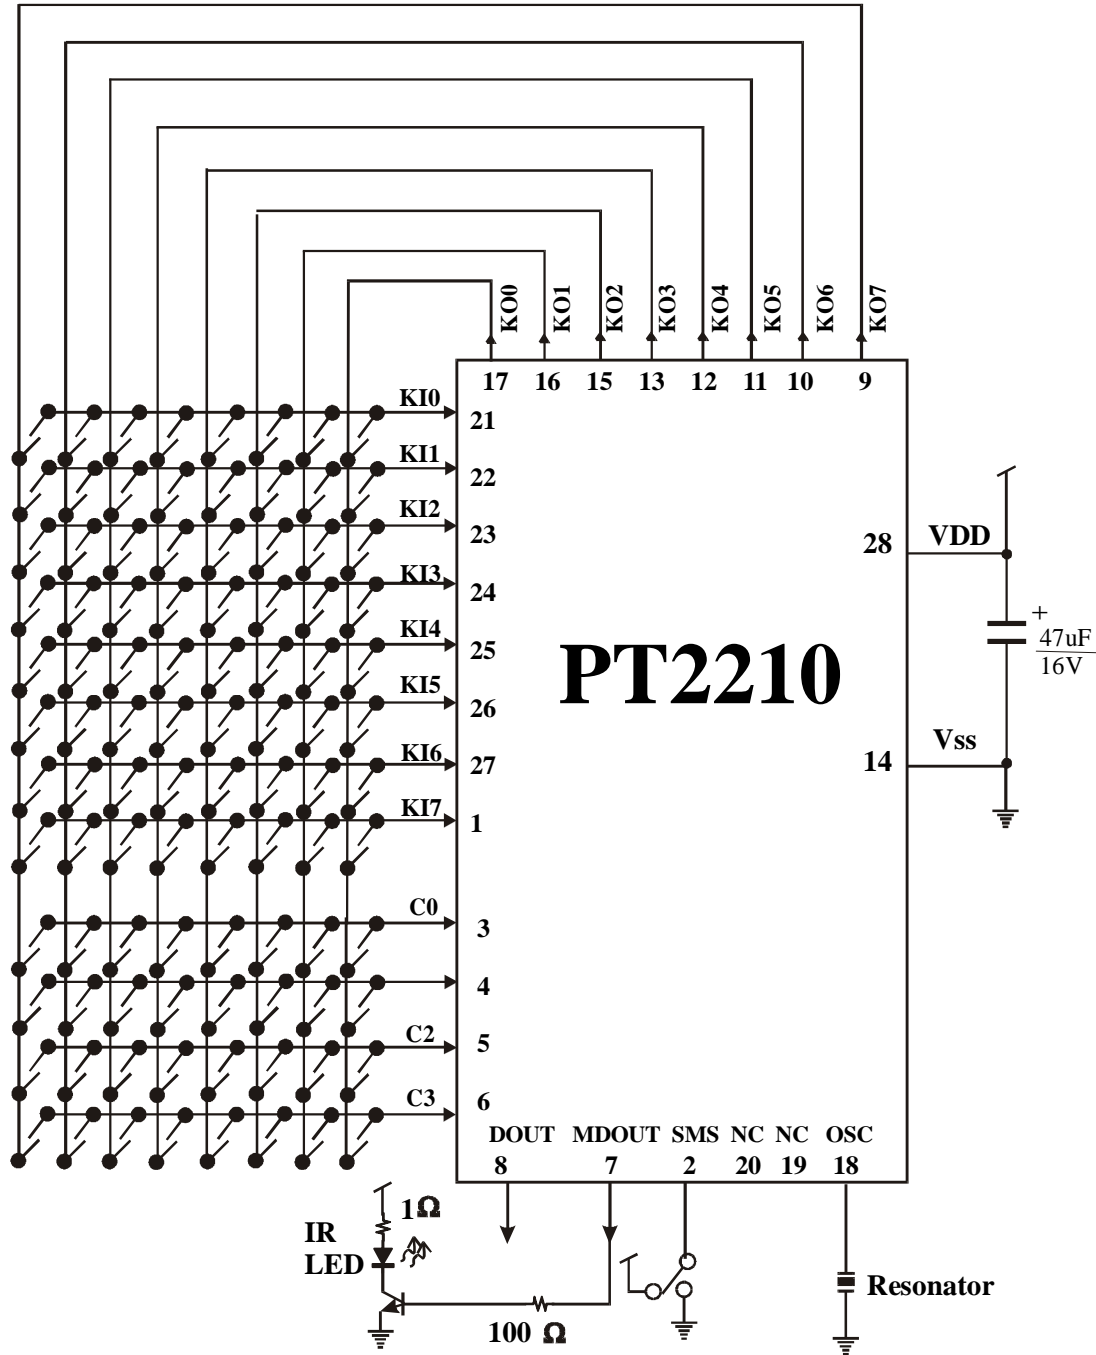 KO0
KO1
KO2
KO3
KO4
KO5
KO6
KO7
17 16 15 13 12 11 10 9
KI0
21
KI1
22
KI2
23
KI3
24
KI4
25
KI5
26
KI6
27
KI7
1
C0
3
4
C2
5
C3
6
PT2210
28
VDD
+
47uF
16V
Vss
14
DOUT MDOUT SMS NC NC OSC
8 7 2 20 19 18
1Ω
IR
LED
100 Ω
Resonator